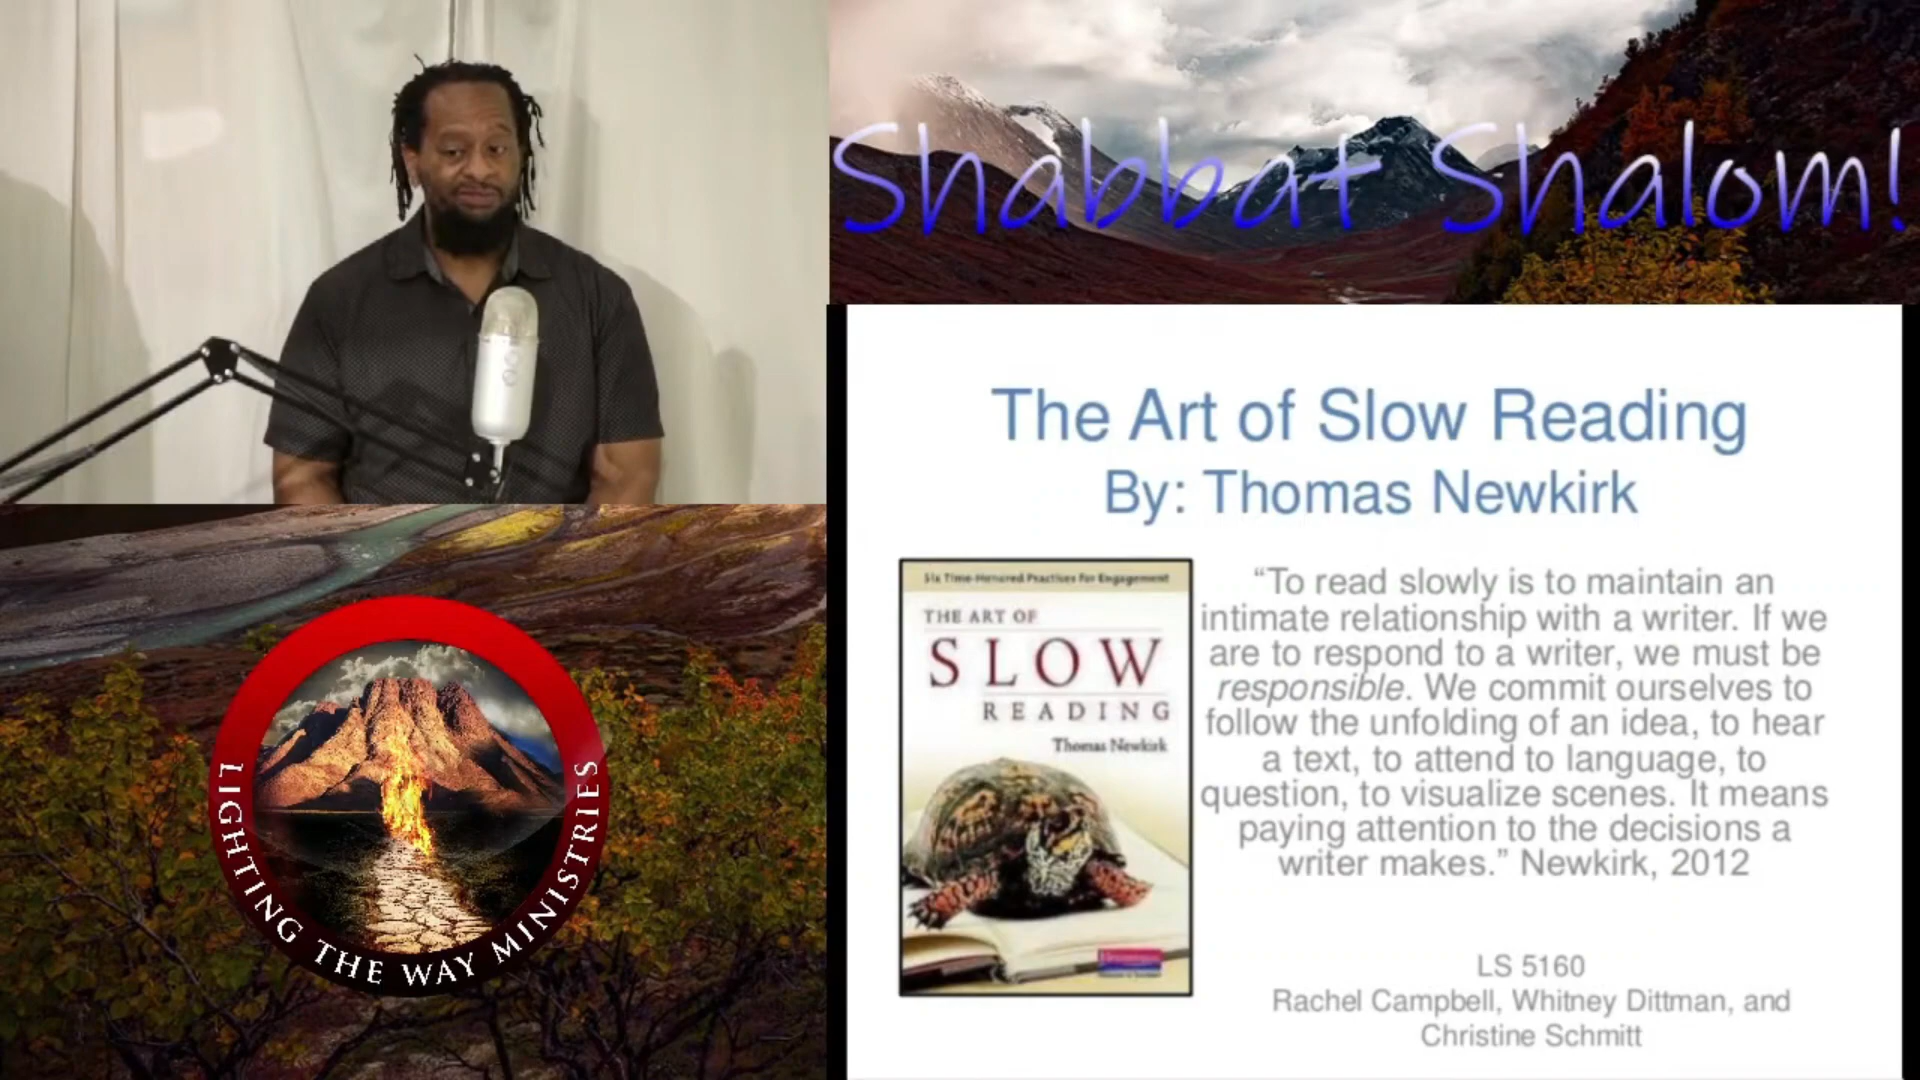 Shabbat Shalom!
The Art of Slow Reading
By: Thomas Newkirk
Six Time-Honored Practices for Engagement
THE ART OF
SLOW
READING
Thomas Newkirk
“To read slowly is to maintain an
intimate relationship with a writer. If we
are to respond to a writer, we must be
responsible. We commit ourselves to
follow the unfolding of an idea, to hear
a text, to attend to language, to
question, to visualize scenes. It means
paying attention to the decisions a
writer makes.” Newkirk, 2012
LS 5160
Rachel Campbell, Whitney Dittman, and
Christine Schmitt
LIGHTING THE WAY MINISTRIES